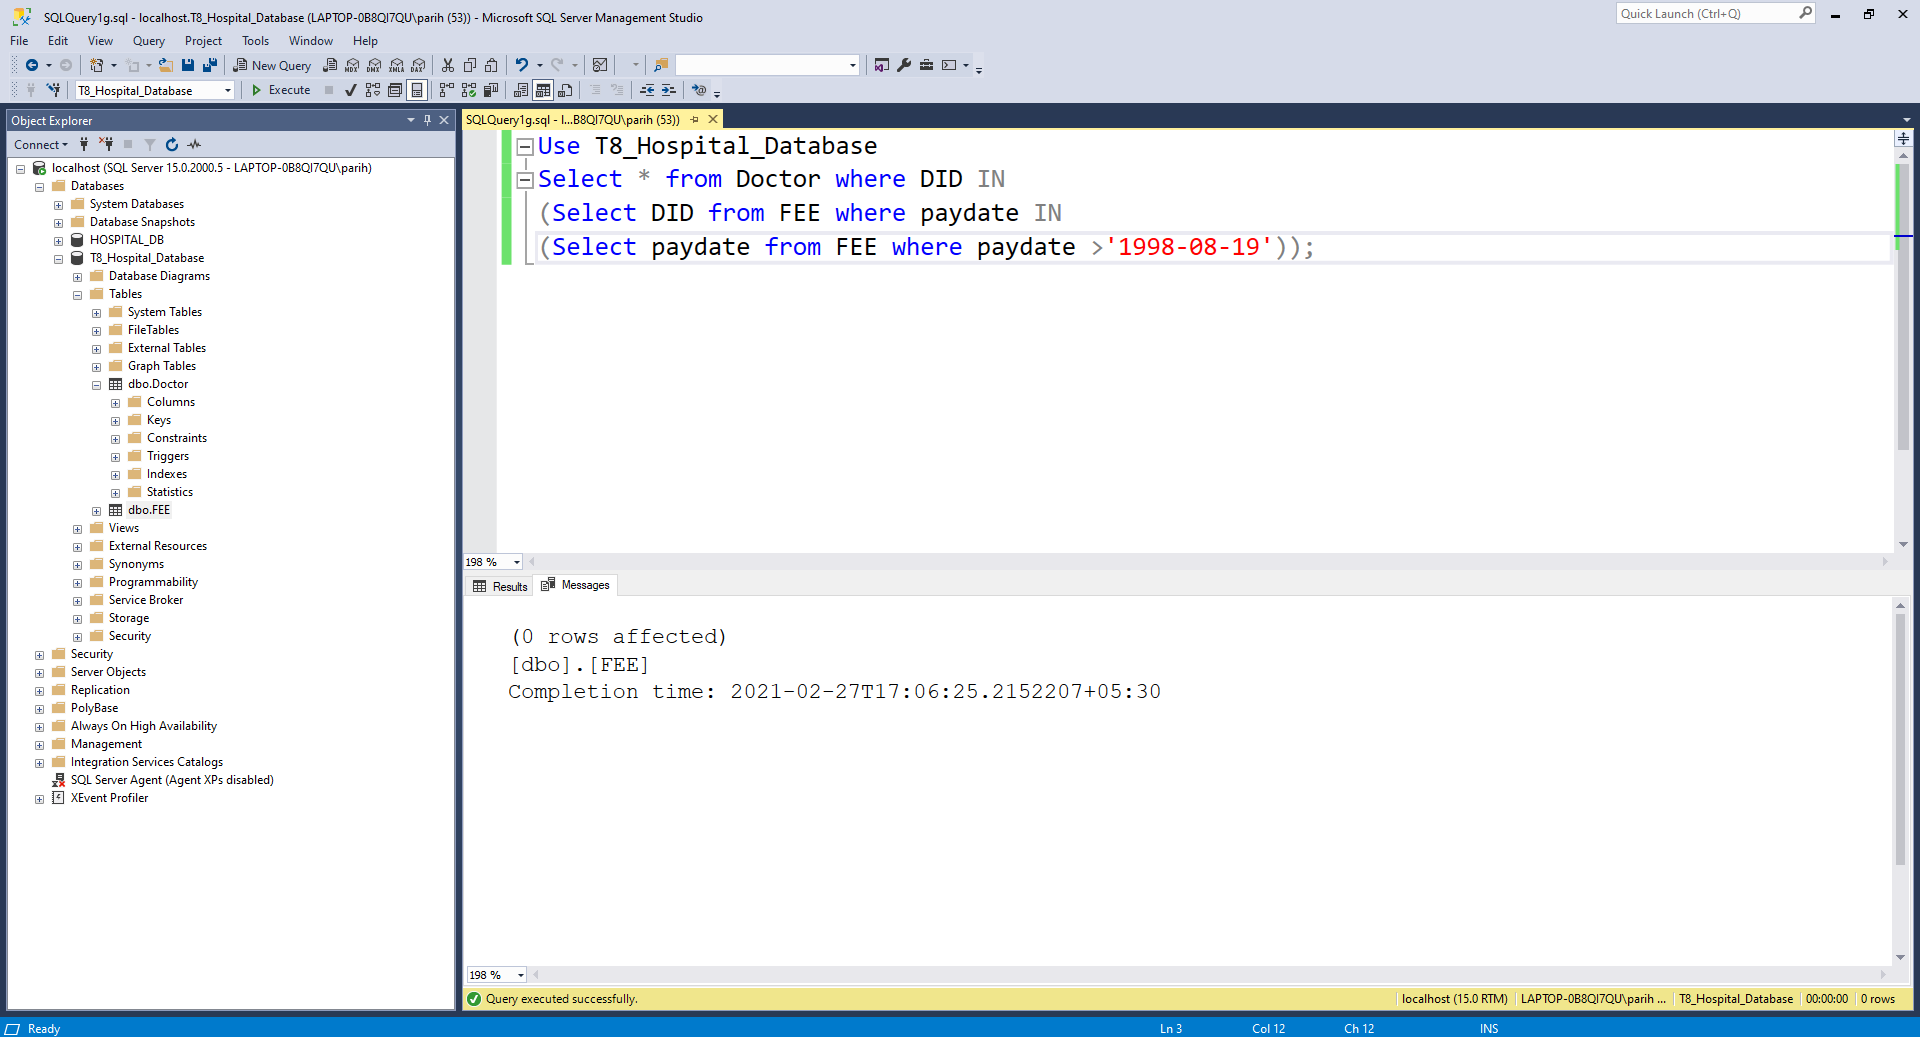 SQLQuery1g.sql - localhost.T8_Hospital_Database (LAPTOP-0B8QI7QU\parih (53)) - Microsoft SQL Server Management Studio
Quick Launch (Ctrl+Q)
File Edit View Query Project Tools Window Help
New Query
MDX DMX XMLA DAX
T8_Hospital_Database
Execute
Object Explorer
Connect
localhost (SQL Server 15.0.2000.5 - LAPTOP-0B8QI7QU\parih)
Databases
System Databases
Database Snapshots
HOSPITAL_DB
T8_Hospital_Database
Database Diagrams
Tables
System Tables
FileTables
External Tables
Graph Tables
dbo.Doctor
Columns
Keys
Constraints
Triggers
Indexes
Statistics
dbo.FEE
Views
External Resources
Synonyms
Programmability
Service Broker
Storage
Security
Security
Server Objects
Replication
PolyBase
Always On High Availability
Management
Integration Services Catalogs
SQL Server Agent (Agent XPs disabled)
XEvent Profiler
SQLQuery1g.sql - l...B8QI7QU\parih (53))
Use T8_Hospital_Database
Select * from Doctor where DID IN
(Select DID from FEE where paydate IN
(Select paydate from FEE where paydate >'1998-08-19'));
198 %
Results Messages
(0 rows affected)
[dbo].[FEE]
Completion time: 2021-02-27T17:06:25.2152207+05:30
198 %
Query executed successfully.
localhost (15.0 RTM) LAPTOP-0B8QI7QU\parih ... T8_Hospital_Database 00:00:00 0 rows
Ready
Ln 3 Col 12 Ch 12 INS